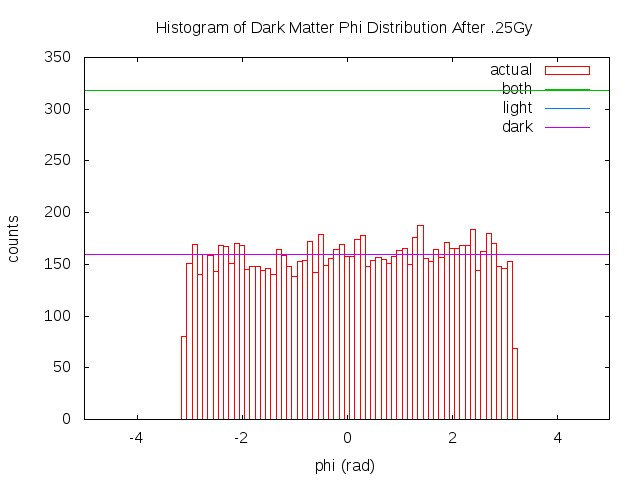 Histogram of Dark Matter Phi Distribution After .25Gy
350
300
250
200
150
100
50
0
counts
actual
both
light
dark
-4
-2
0
2
4
phi (rad)